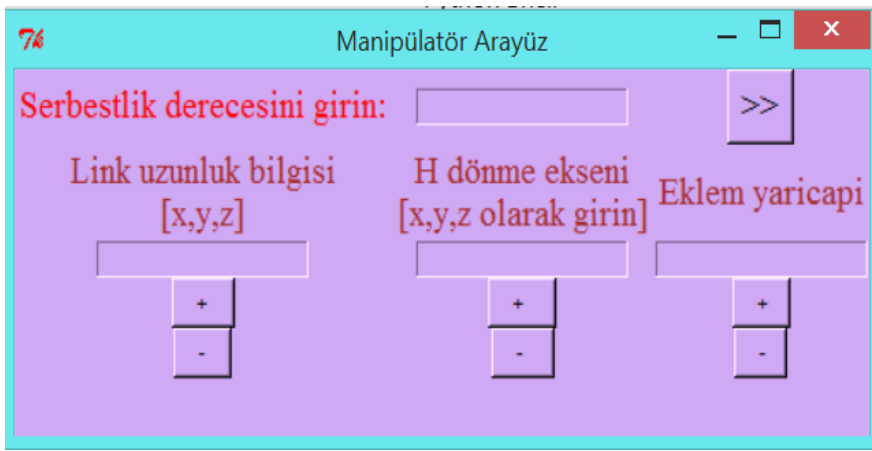 Manipülatör Arayüz
Serbestlik derecesini girin:
>>
Link uzunluk bilgisi
[x,y,z]
H dönme ekseni
[x,y,z olarak girin]
Eklem yaricapi
+ + +
- - -